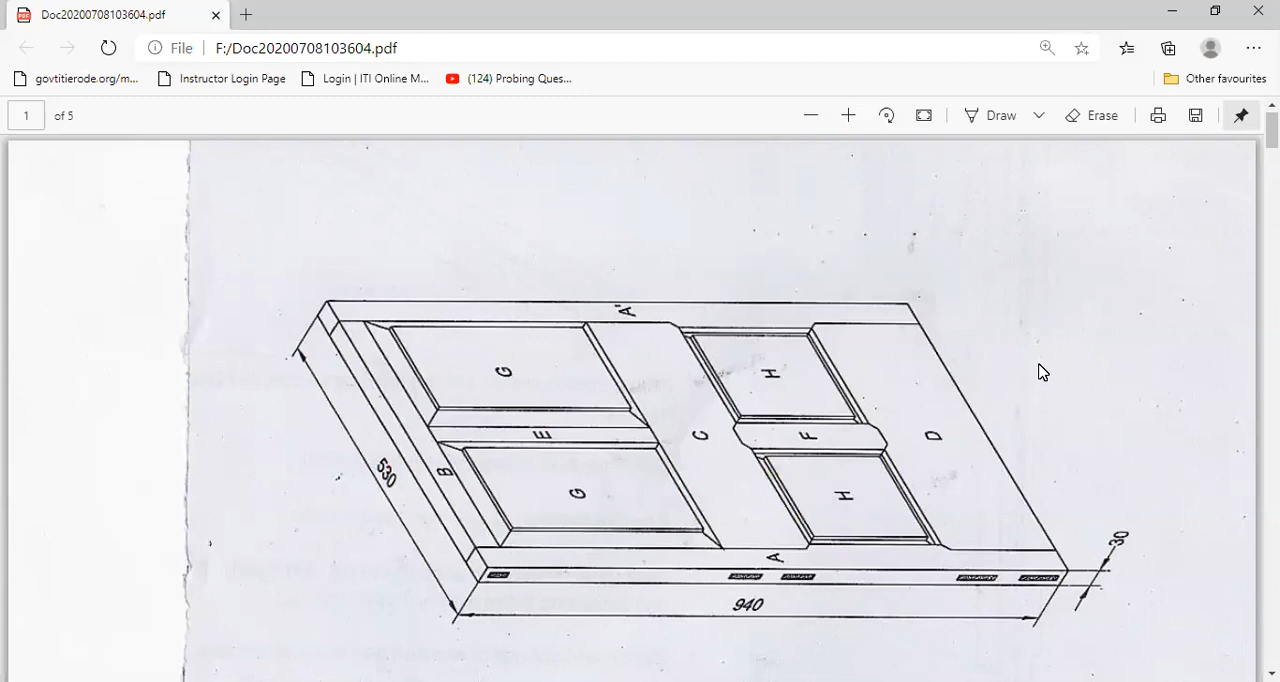 Doc20200708103604.pdf
File F:/Doc20200708103604.pdf
govtitierode.org/m... Instructor Login Page Login | ITI Online M... (124) Probing Ques... Other favourites
1 of 5 Draw Erase
A'
G
H
E
C
F
D
B
530
G
H
A
30
940